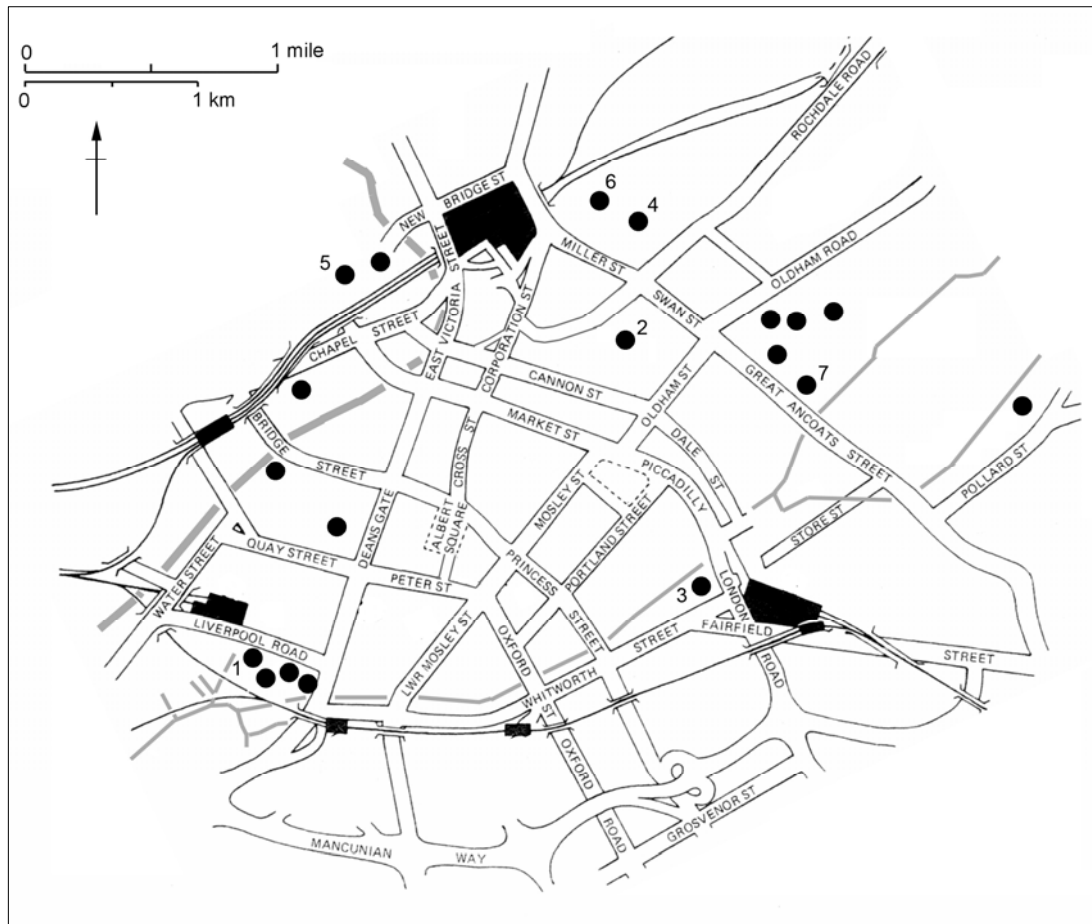 0 1 mile
0 1 km
ROCHDALE ROAD
6
4
NEW BRIDGE ST
5
MILLER ST
OLDHAM ROAD
EAST VICTORIA STREET
CORPORATION ST
SWAN ST
2
CHAPEL STREET
CANNON ST
OLDHAM ST
7
GREAT ANCOATS STREET
MARKET ST
DALE ST
BRIDGE STREET
CROSS ST
PICCADILLY
POLLARD ST
MOSLEY ST
DEANSGATE
ALBERT SQUARE
PORTLAND STREET
STORE ST
QUAY STREET
PETER ST
PRINCESS STREET
WATER STREET
3
LONDON ROAD
FAIRFIELD STREET
LIVERPOOL ROAD
LWR MOSLEY ST
OXFORD ST
1
WHITWORTH STREET
OXFORD ROAD
GROSVENOR ST
MANCUNIAN WAY